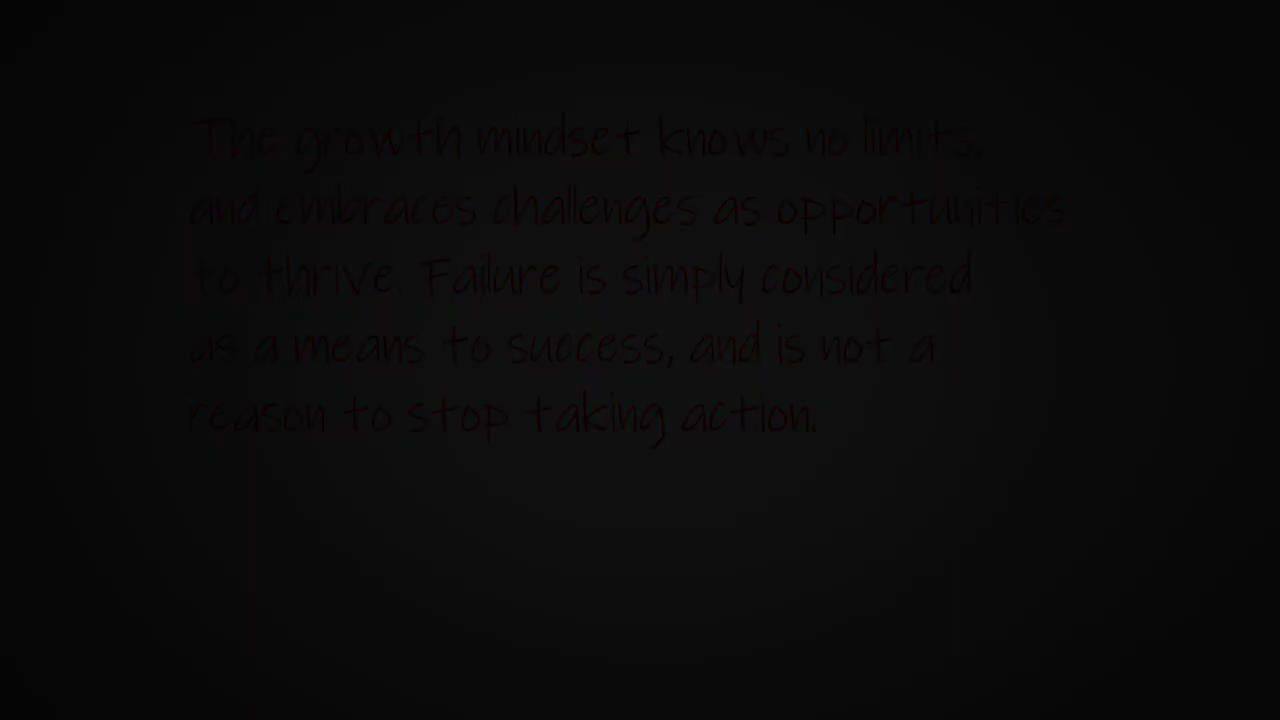 The growth mindset knows no limits,
and embraces challenges as opportunities
to thrive. Failure is simply considered
as a means to success, and is not a
reason to stop taking action.